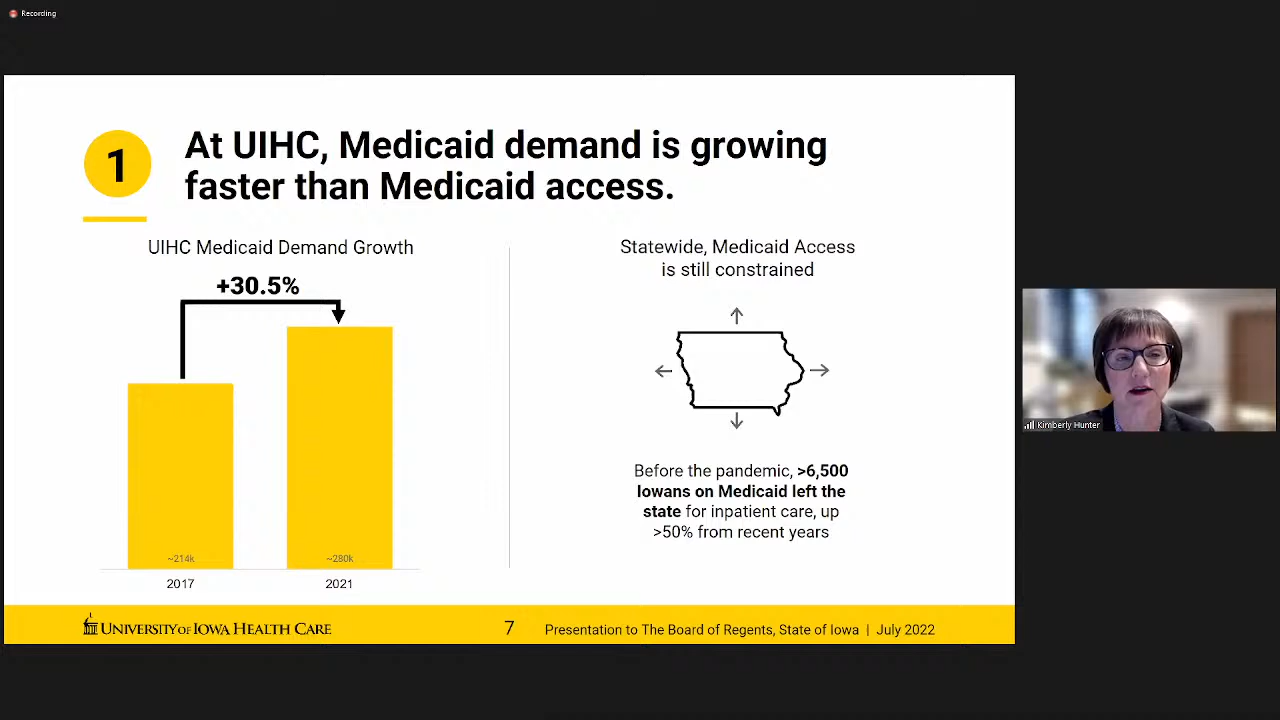 Recording
1
At UIHC, Medicaid demand is growing
faster than Medicaid access.
UIHC Medicaid Demand Growth
+30.5%
~214k
~280k
2017
2021
Statewide, Medicaid Access
is still constrained
Before the pandemic, >6,500
Iowans on Medicaid left the
state for inpatient care, up
>50% from recent years
UNIVERSITY OF IOWA HEALTH CARE
7
Presentation to The Board of Regents, State of Iowa | July 2022
Kimberly Hunter